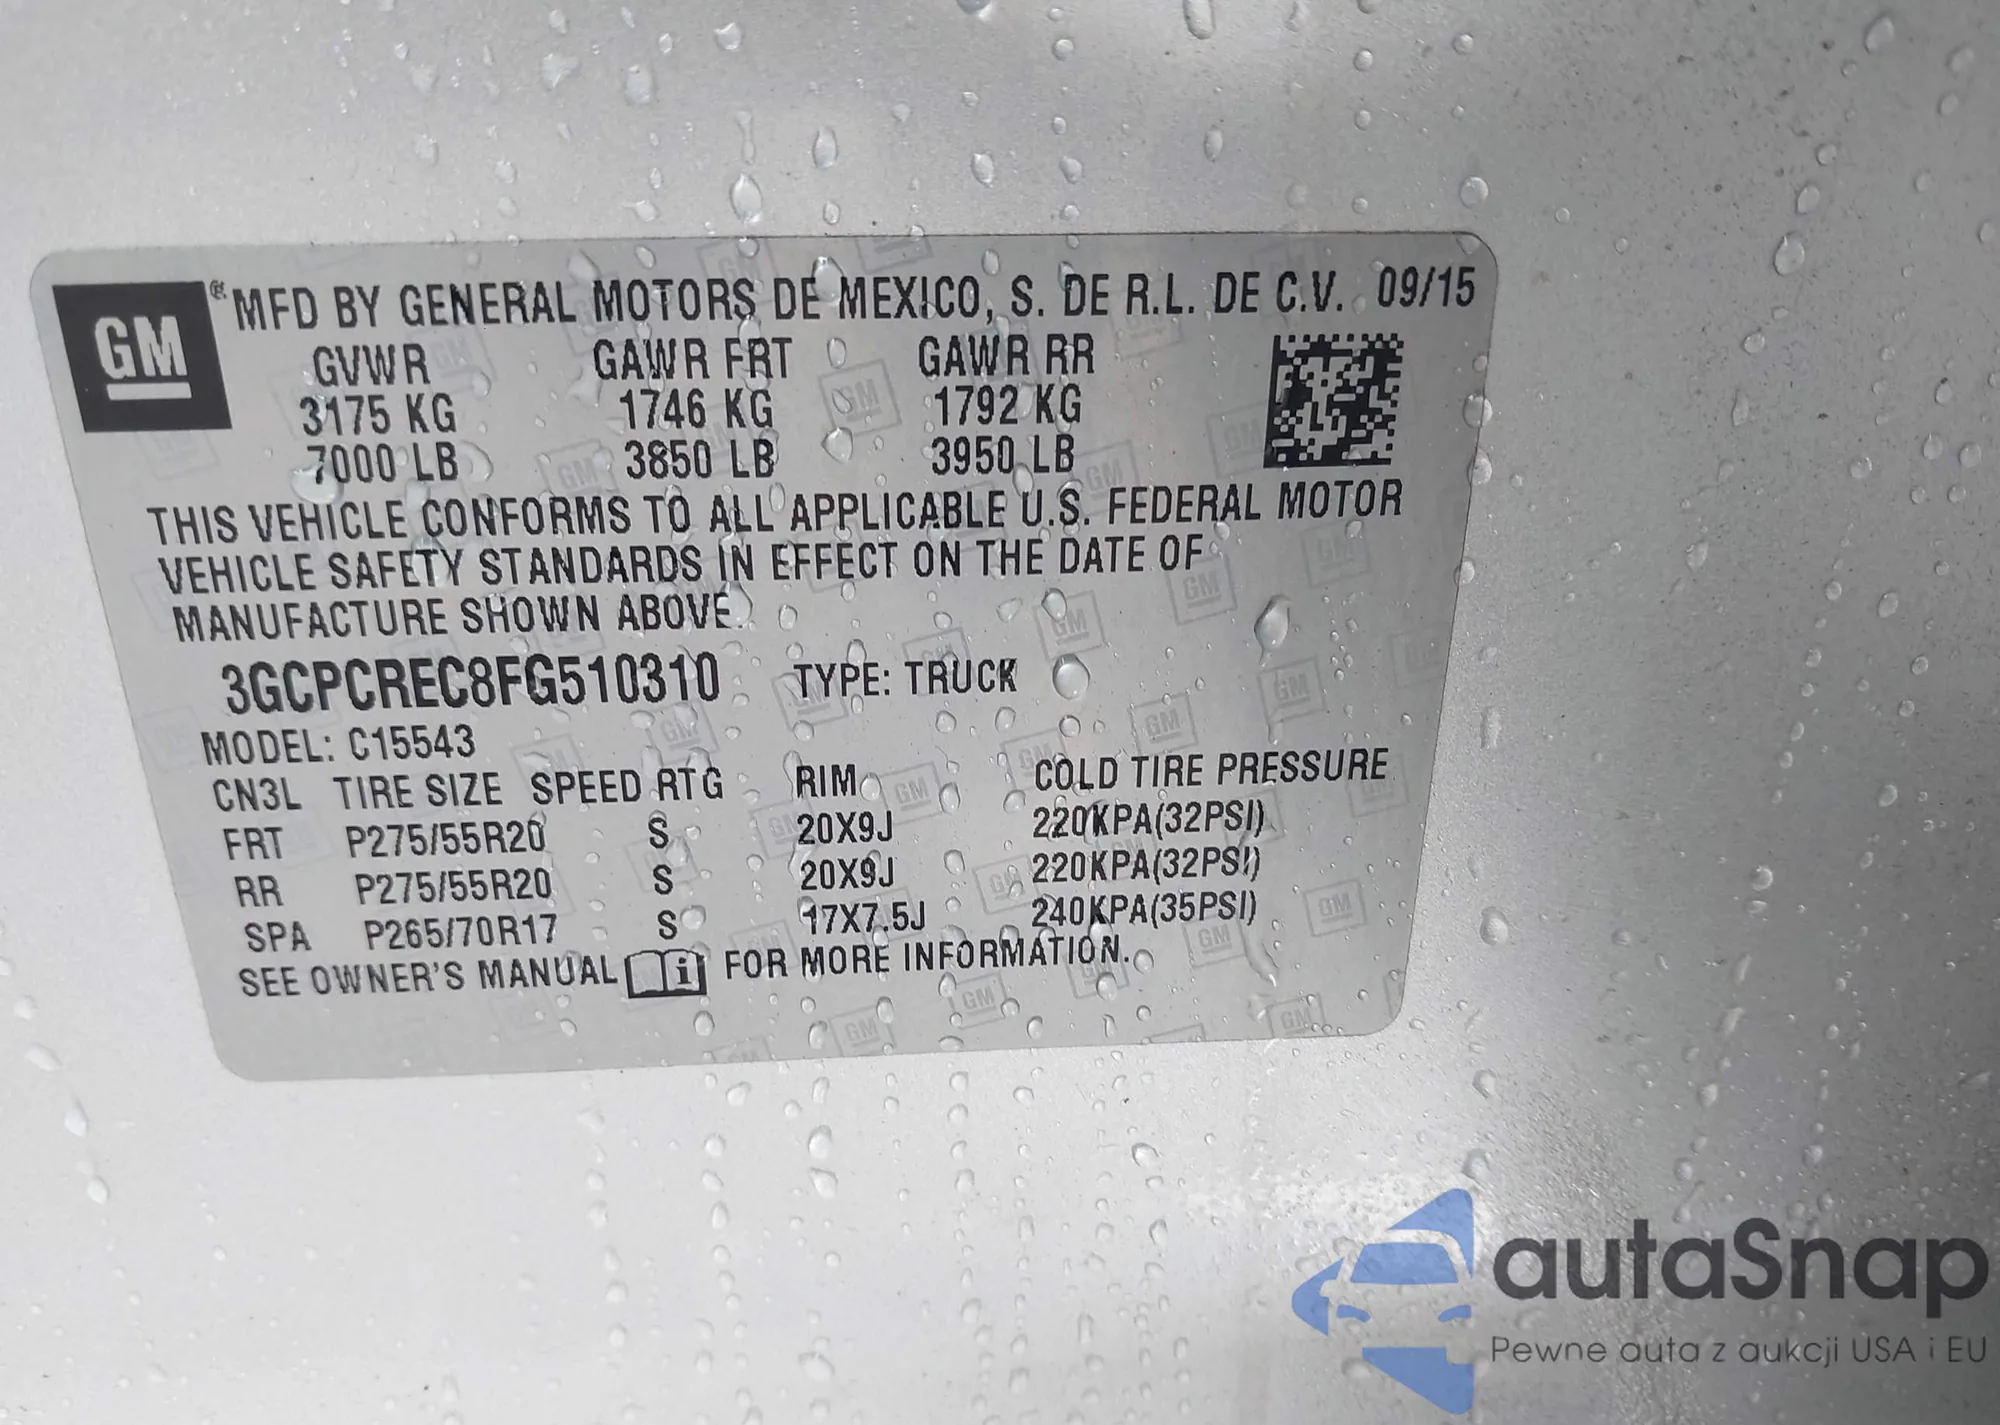 GM ® MFD BY GENERAL MOTORS DE MEXICO, S. DE R.L. DE C.V. 09/15
GVWR GAWR FRT GAWR RR
3175 KG 1746 KG 1792 KG
7000 LB 3850 LB 3950 LB
THIS VEHICLE CONFORMS TO ALL APPLICABLE U.S. FEDERAL MOTOR
VEHICLE SAFETY STANDARDS IN EFFECT ON THE DATE OF
MANUFACTURE SHOWN ABOVE.
3GCPCREC8FG510310 TYPE: TRUCK
MODEL: C15543
CN3L TIRE SIZE SPEED RTG RIM COLD TIRE PRESSURE
FRT P275/55R20 S 20X9J 220KPA(32PSI)
RR P275/55R20 S 20X9J 220KPA(32PSI)
SPA P265/70R17 S 17X7.5J 240KPA(35PSI)
SEE OWNER'S MANUAL i FOR MORE INFORMATION.
autaSnap
Pewne auta z aukcji USA i EU